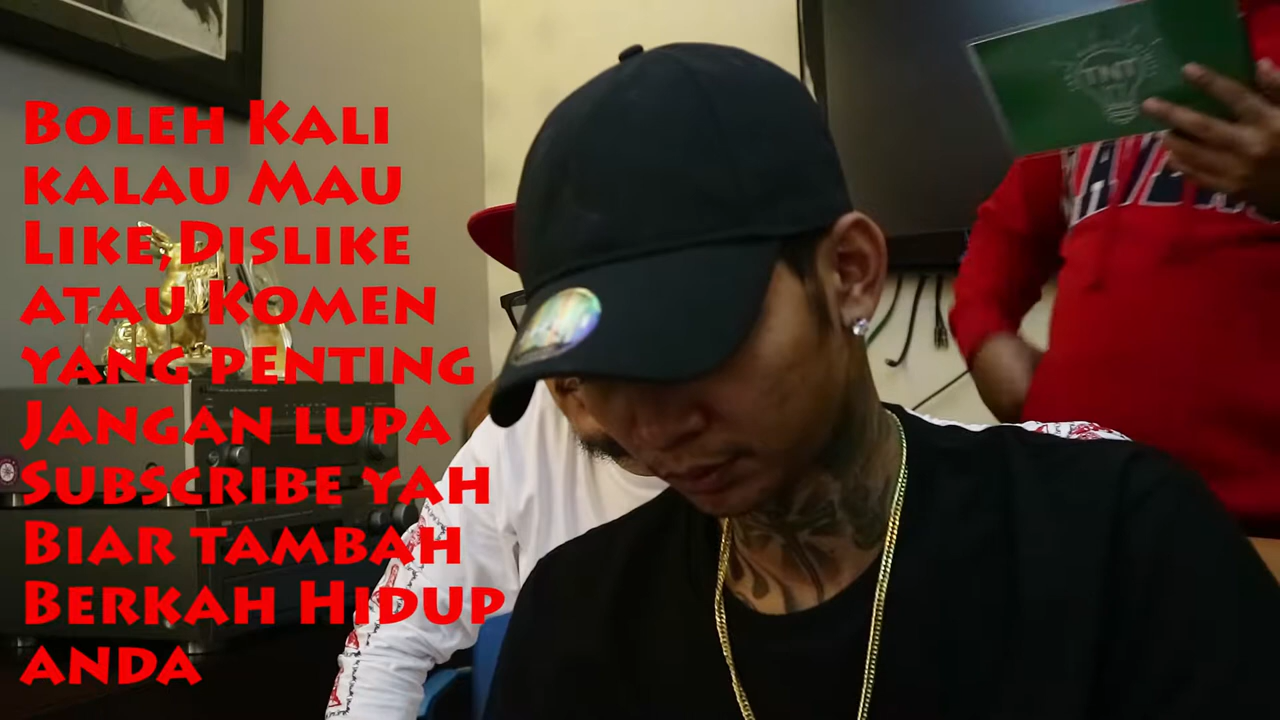 Boleh Kali
kalau Mau
Like,Dislike
atau Komen
yang penting
Jangan lupa
Subscribe yah
Biar tambah
Berkah Hidup
anda
TNT